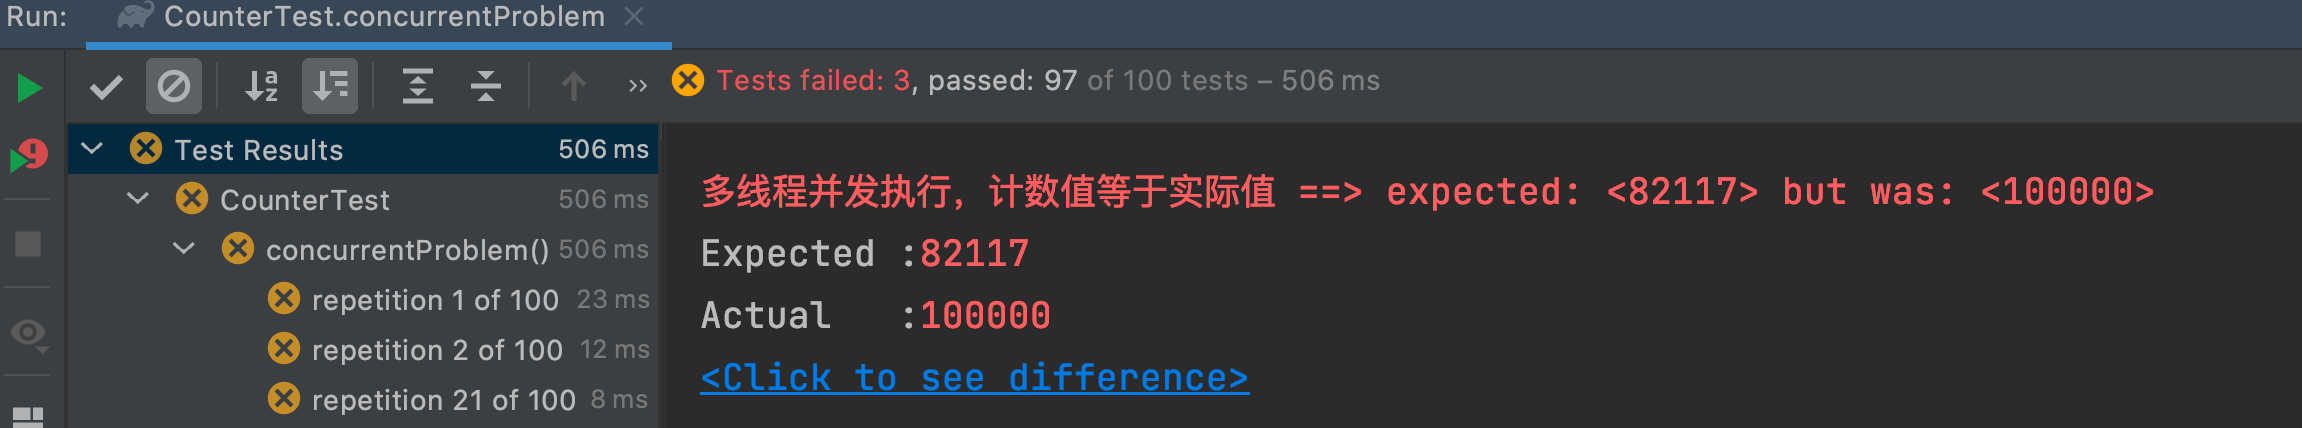 Run: CounterTest.concurrentProblem
Tests failed: 3, passed: 97 of 100 tests – 506 ms
Test Results 506 ms
CounterTest 506 ms
concurrentProblem() 506 ms
repetition 1 of 100 23 ms
repetition 2 of 100 12 ms
repetition 21 of 100 8 ms
多线程并发执行，计数值等于实际值 ==> expected: <82117> but was: <100000>
Expected :82117
Actual   :100000
<Click to see difference>